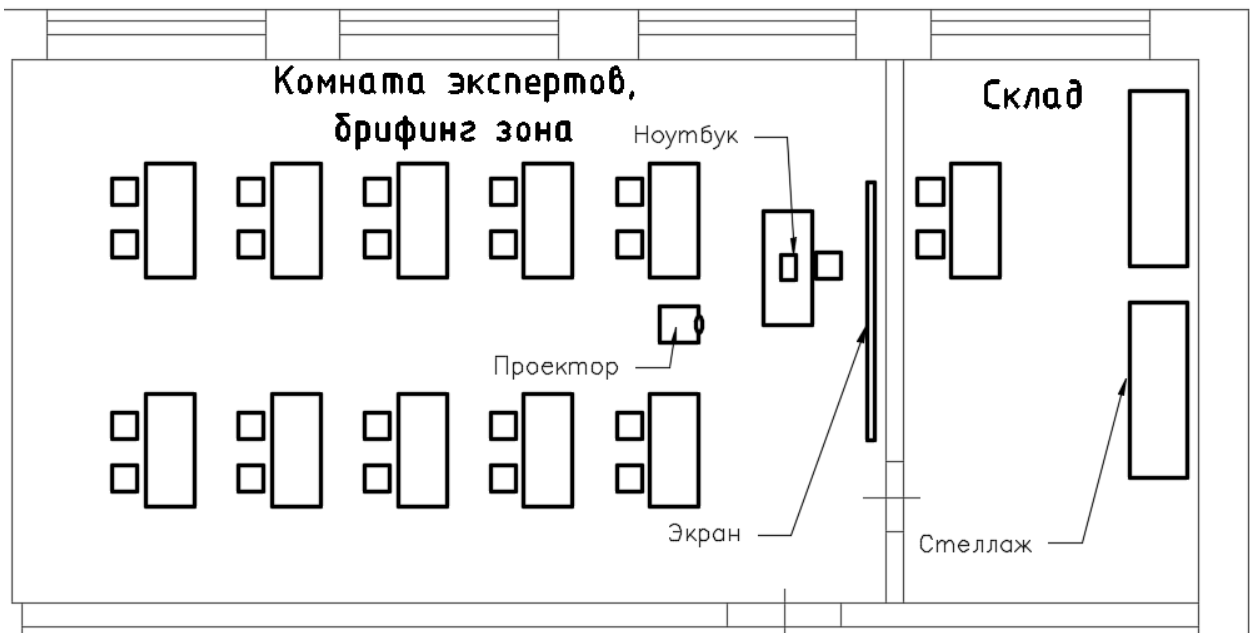 Комната экспертов,
брифинг зона
Склад
Ноутбук
Проектор
Экран
Стеллаж